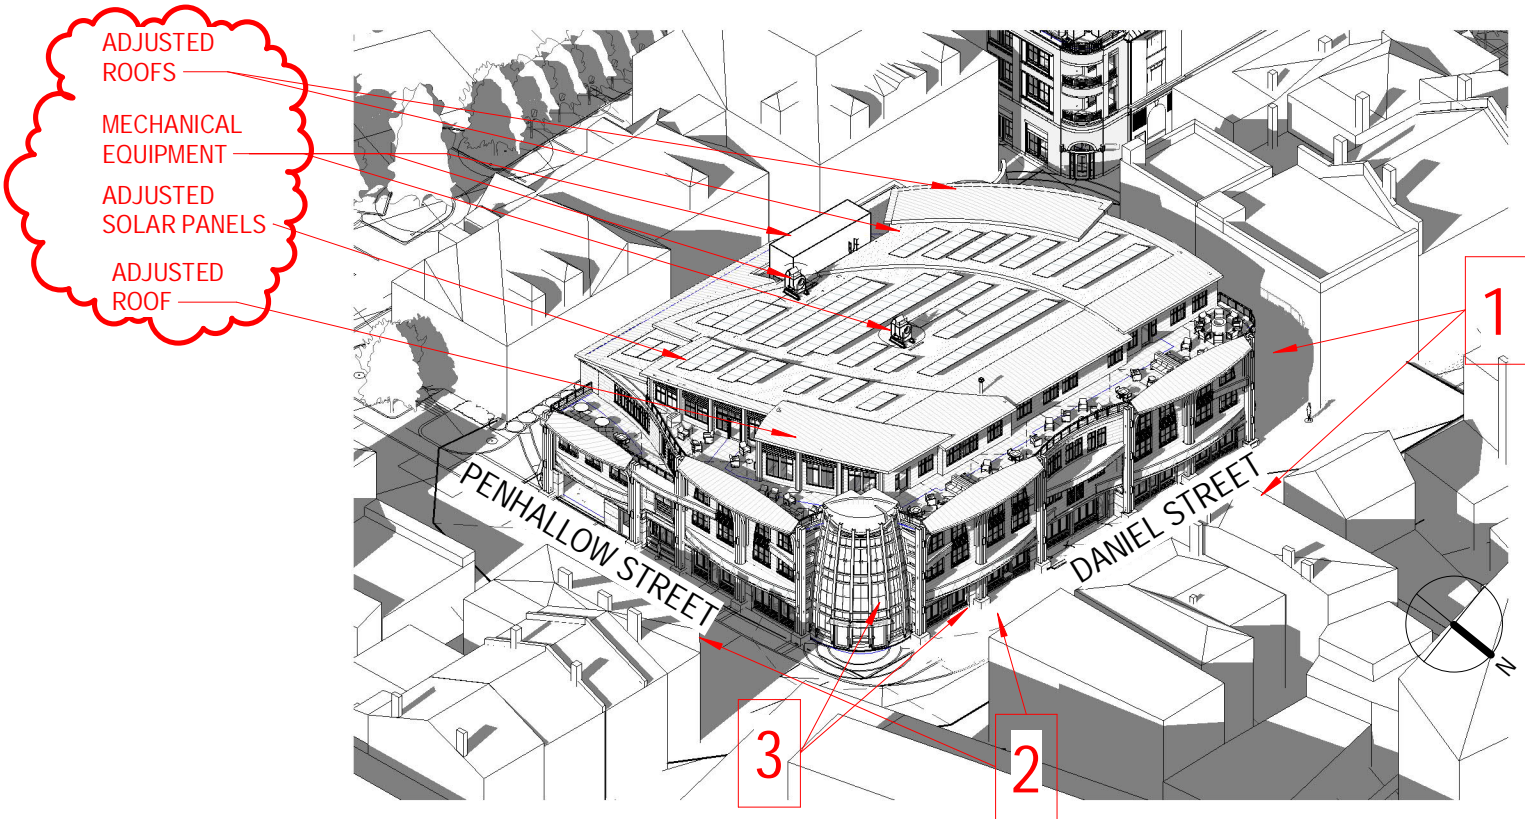 ADJUSTED
ROOFS
MECHANICAL
EQUIPMENT
ADJUSTED
SOLAR PANELS
ADJUSTED
ROOF
1
PENHALLOW STREET
DANIEL STREET
N
3
2